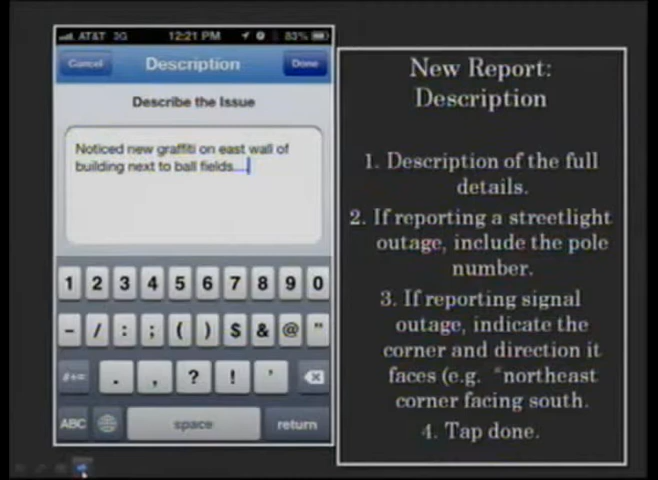 AT&T 3G 12:21 PM 83%
Cancel Description Done
Describe the Issue
Noticed new graffiti on east wall of
building next to ball fields....
1 2 3 4 5 6 7 8 9 0
- / : ; ( ) $ & @ "
#+= . , ? ! '
ABC space return
New Report:
Description
1. Description of the full
details.
2. If reporting a streetlight
outage, include the pole
number.
3. If reporting signal
outage, indicate the
corner and direction it
faces (e.g. "northeast
corner facing south.
4. Tap done.